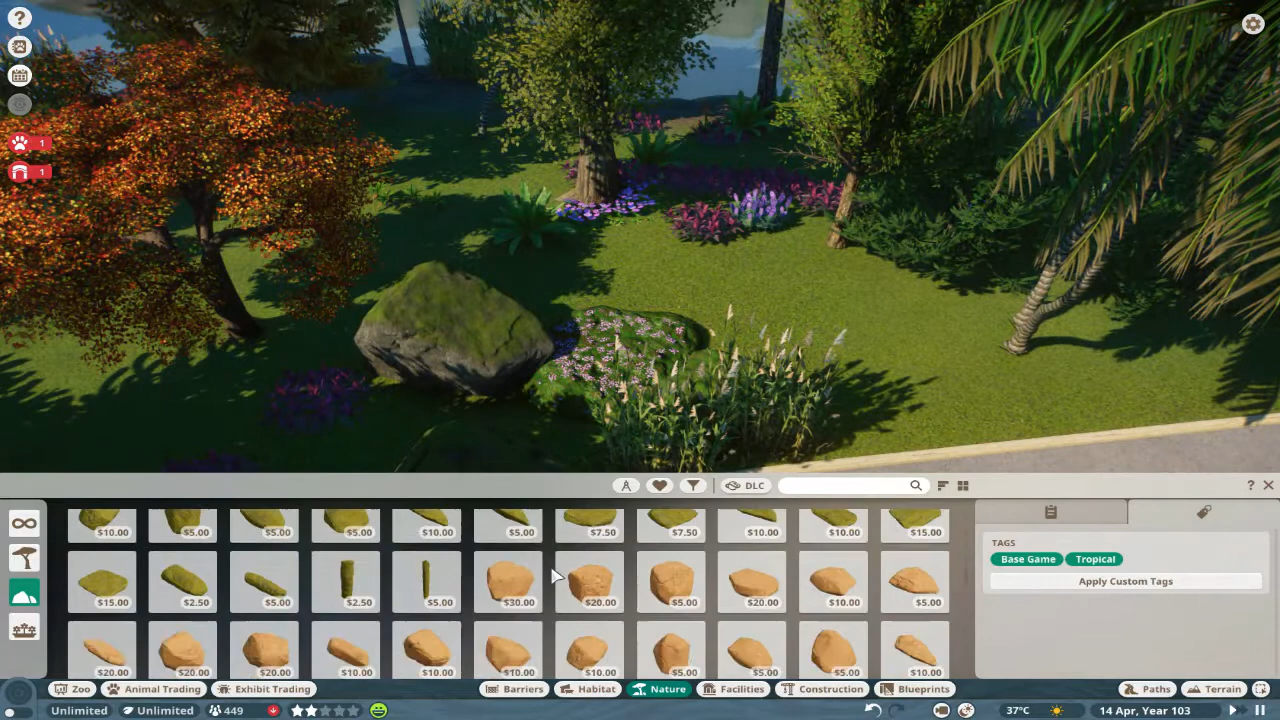 ?
1
1
DLC
?
$10.00 $5.00 $5.00 $5.00 $10.00 $5.00 $7.50 $7.50 $10.00 $10.00 $15.00
TAGS
Base Game Tropical
Apply Custom Tags
$15.00 $2.50 $5.00 $2.50 $5.00 $30.00 $20.00 $5.00 $20.00 $10.00 $5.00
$20.00 $20.00 $20.00 $10.00 $10.00 $10.00 $10.00 $5.00 $5.00 $5.00 $10.00
Zoo Animal Trading Exhibit Trading Barriers Habitat Nature Facilities Construction Blueprints Paths Terrain
Unlimited Unlimited 449 37°C 14 Apr, Year 103